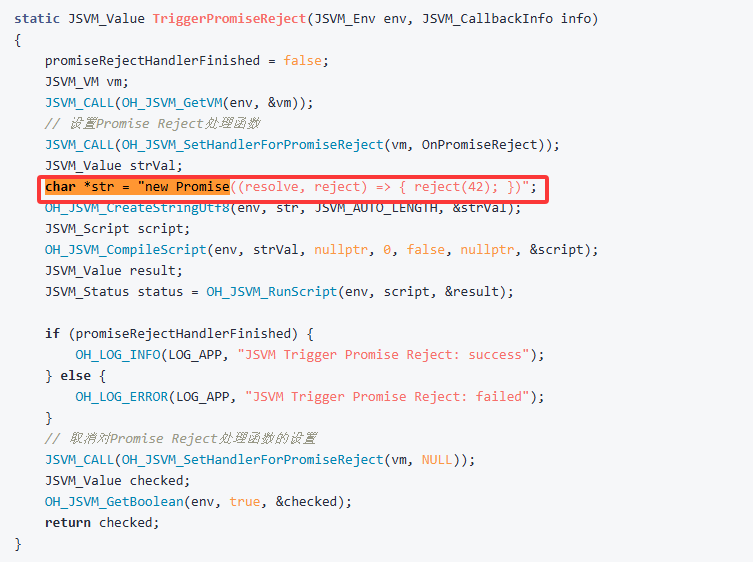 static JSVM_Value TriggerPromiseReject(JSVM_Env env, JSVM_CallbackInfo info)
{
    promiseRejectHandlerFinished = false;
    JSVM_VM vm;
    JSVM_CALL(OH_JSVM_GetVM(env, &vm));
    // 设置Promise Reject处理函数
    JSVM_CALL(OH_JSVM_SetHandlerForPromiseReject(vm, OnPromiseReject));
    JSVM_Value strVal;
    char *str = "new Promise((resolve, reject) => { reject(42); })";
    OH_JSVM_CreateStringUtf8(env, str, JSVM_AUTO_LENGTH, &strVal);
    JSVM_Script script;
    OH_JSVM_CompileScript(env, strVal, nullptr, 0, false, nullptr, &script);
    JSVM_Value result;
    JSVM_Status status = OH_JSVM_RunScript(env, script, &result);

    if (promiseRejectHandlerFinished) {
        OH_LOG_INFO(LOG_APP, "JSVM Trigger Promise Reject: success");
    } else {
        OH_LOG_ERROR(LOG_APP, "JSVM Trigger Promise Reject: failed");
    }
    // 取消对Promise Reject处理函数的设置
    JSVM_CALL(OH_JSVM_SetHandlerForPromiseReject(vm, NULL));
    JSVM_Value checked;
    OH_JSVM_GetBoolean(env, true, &checked);
    return checked;
}